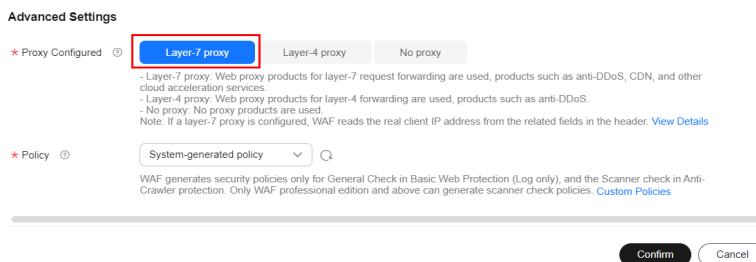 Advanced Settings
* Proxy Configured ? Layer-7 proxy Layer-4 proxy No proxy
- Layer-7 proxy: Web proxy products for layer-7 request forwarding are used, products such as anti-DDoS, CDN, and other
cloud acceleration services.
- Layer-4 proxy: Web proxy products for layer-4 forwarding are used, products such as anti-DDoS.
- No proxy: No proxy products are used.
Note: If a layer-7 proxy is configured, WAF reads the real client IP address from the related fields in the header. View Details
* Policy ? System-generated policy
WAF generates security policies only for General Check in Basic Web Protection (Log only), and the Scanner check in Anti-
Crawler protection. Only WAF professional edition and above can generate scanner check policies. Custom Policies
Confirm Cancel